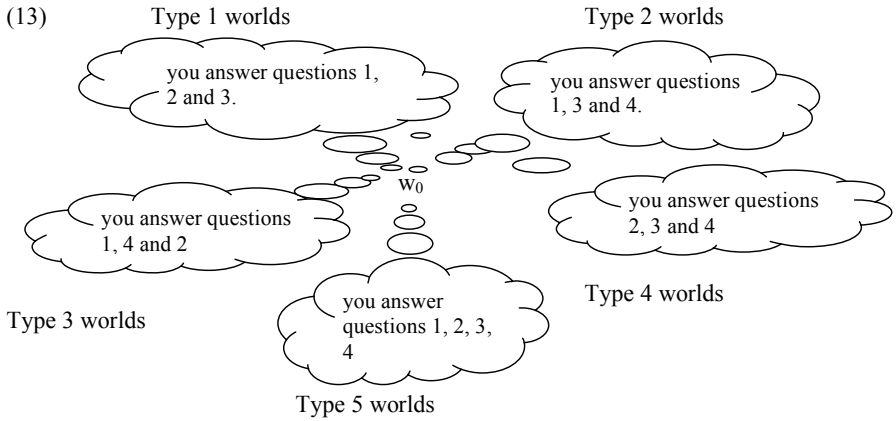 (13)
Type 1 worlds
Type 2 worlds
you answer questions 1,
2 and 3.
you answer questions
1, 3 and 4.
w0
you answer questions
1, 4 and 2
you answer questions
2, 3 and 4
Type 3 worlds
Type 4 worlds
you answer
questions 1, 2, 3,
4
Type 5 worlds